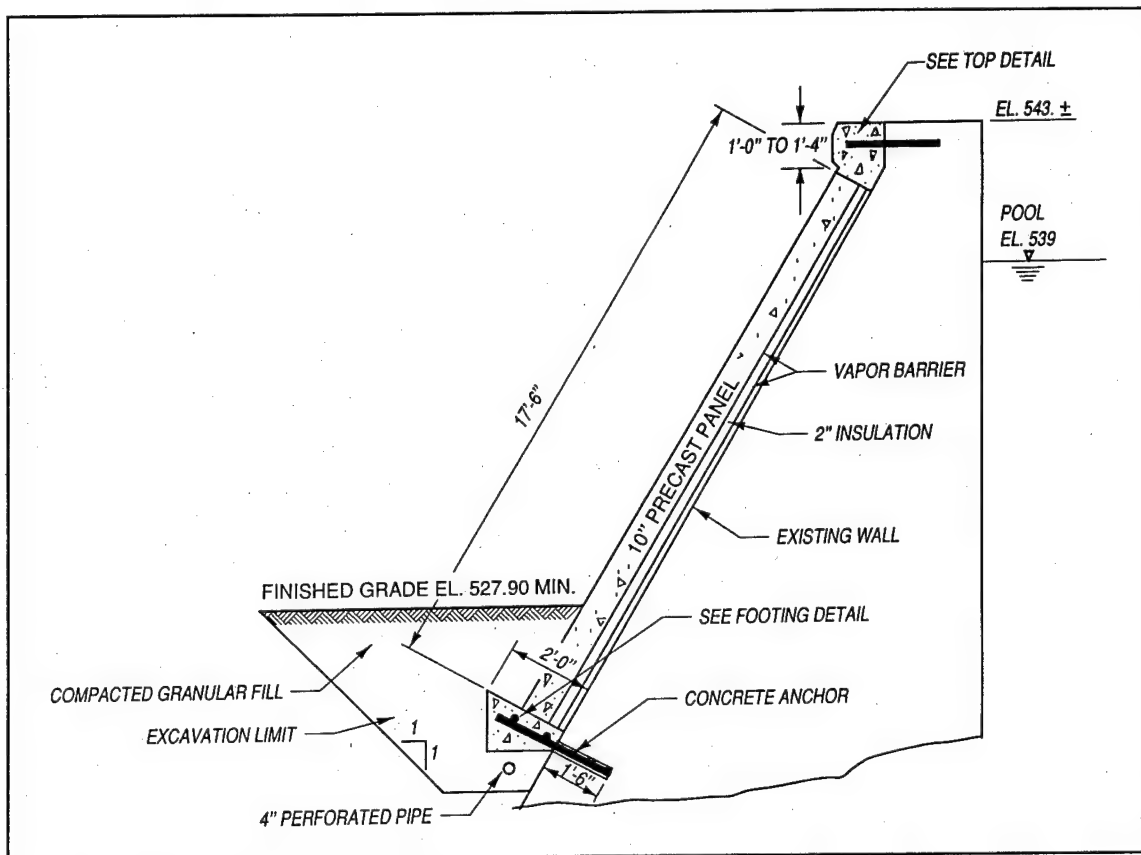 SEE TOP DETAIL
EL. 543. ±
1'-0" TO 1'-4"
POOL
EL. 539
17'-6"
VAPOR BARRIER
2" INSULATION
10" PRECAST PANEL
EXISTING WALL
FINISHED GRADE EL. 527.90 MIN.
SEE FOOTING DETAIL
2'-0"
COMPACTED GRANULAR FILL
CONCRETE ANCHOR
EXCAVATION LIMIT
1
1
1'-6"
4" PERFORATED PIPE